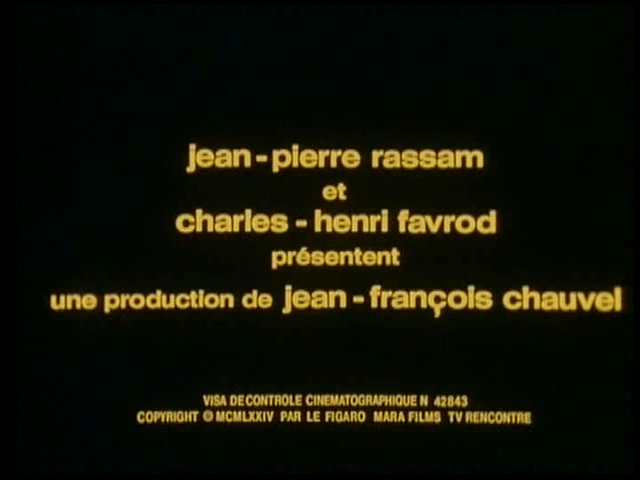 jean-pierre rassam
et
charles-henri favrod
présentent
une production de jean-françois chauvel
VISA DE CONTROLE CINEMATOGRAPHIQUE N 42843
COPYRIGHT © MCMLXXIV PAR LE FIGARO MARA FILMS TV RENCONTRE